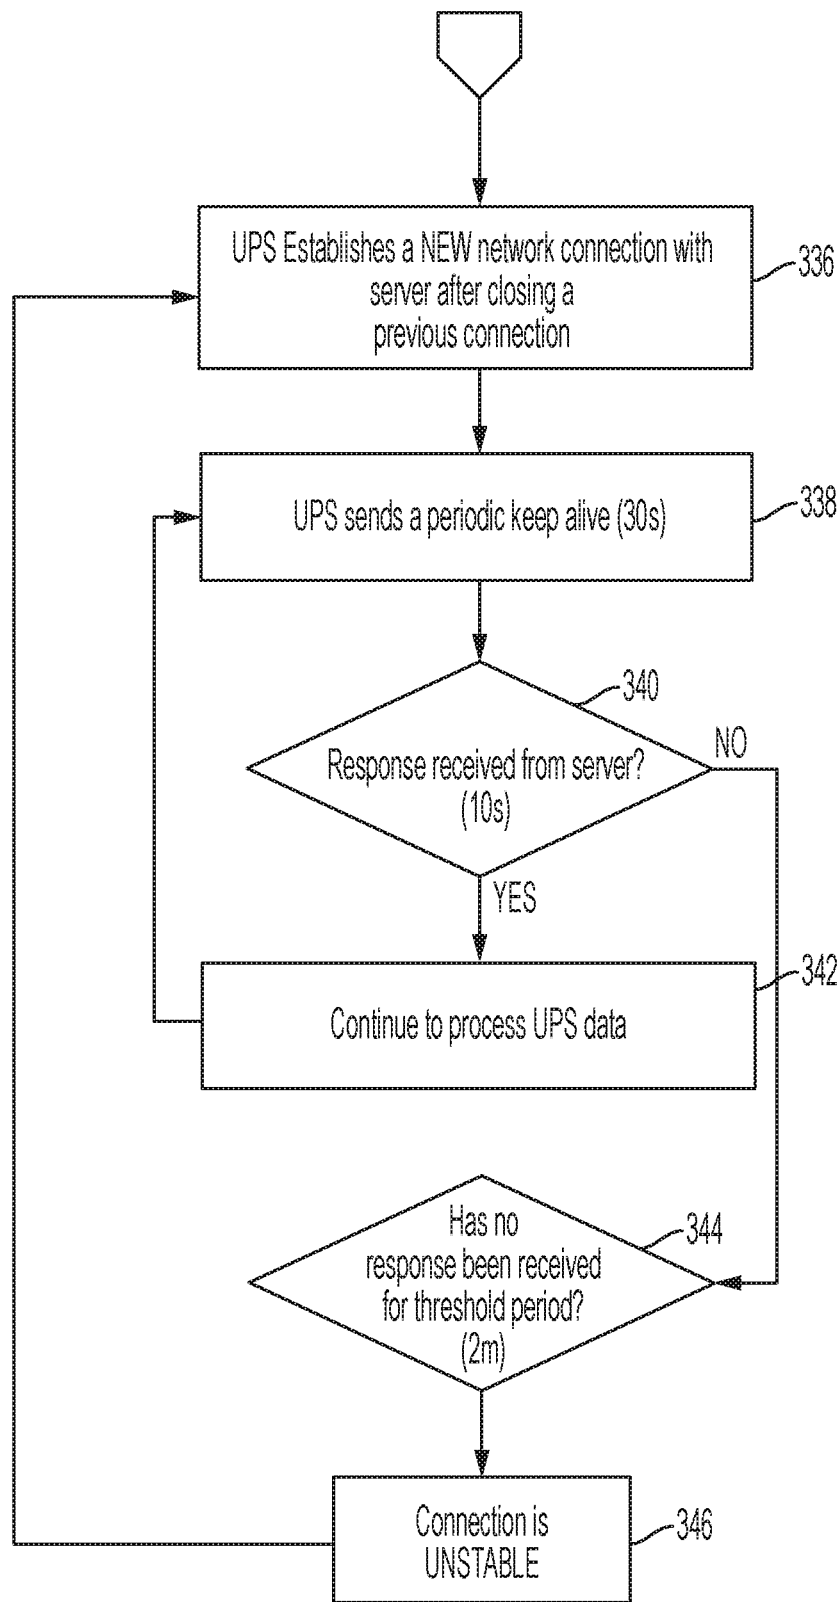 UPS Establishes a NEW network connection with
server after closing a
previous connection
336
UPS sends a periodic keep alive (30s)
338
340
Response received from server?
(10s)
NO
YES
342
Continue to process UPS data
Has no
response been received
for threshold period?
(2m)
344
Connection is
UNSTABLE
346